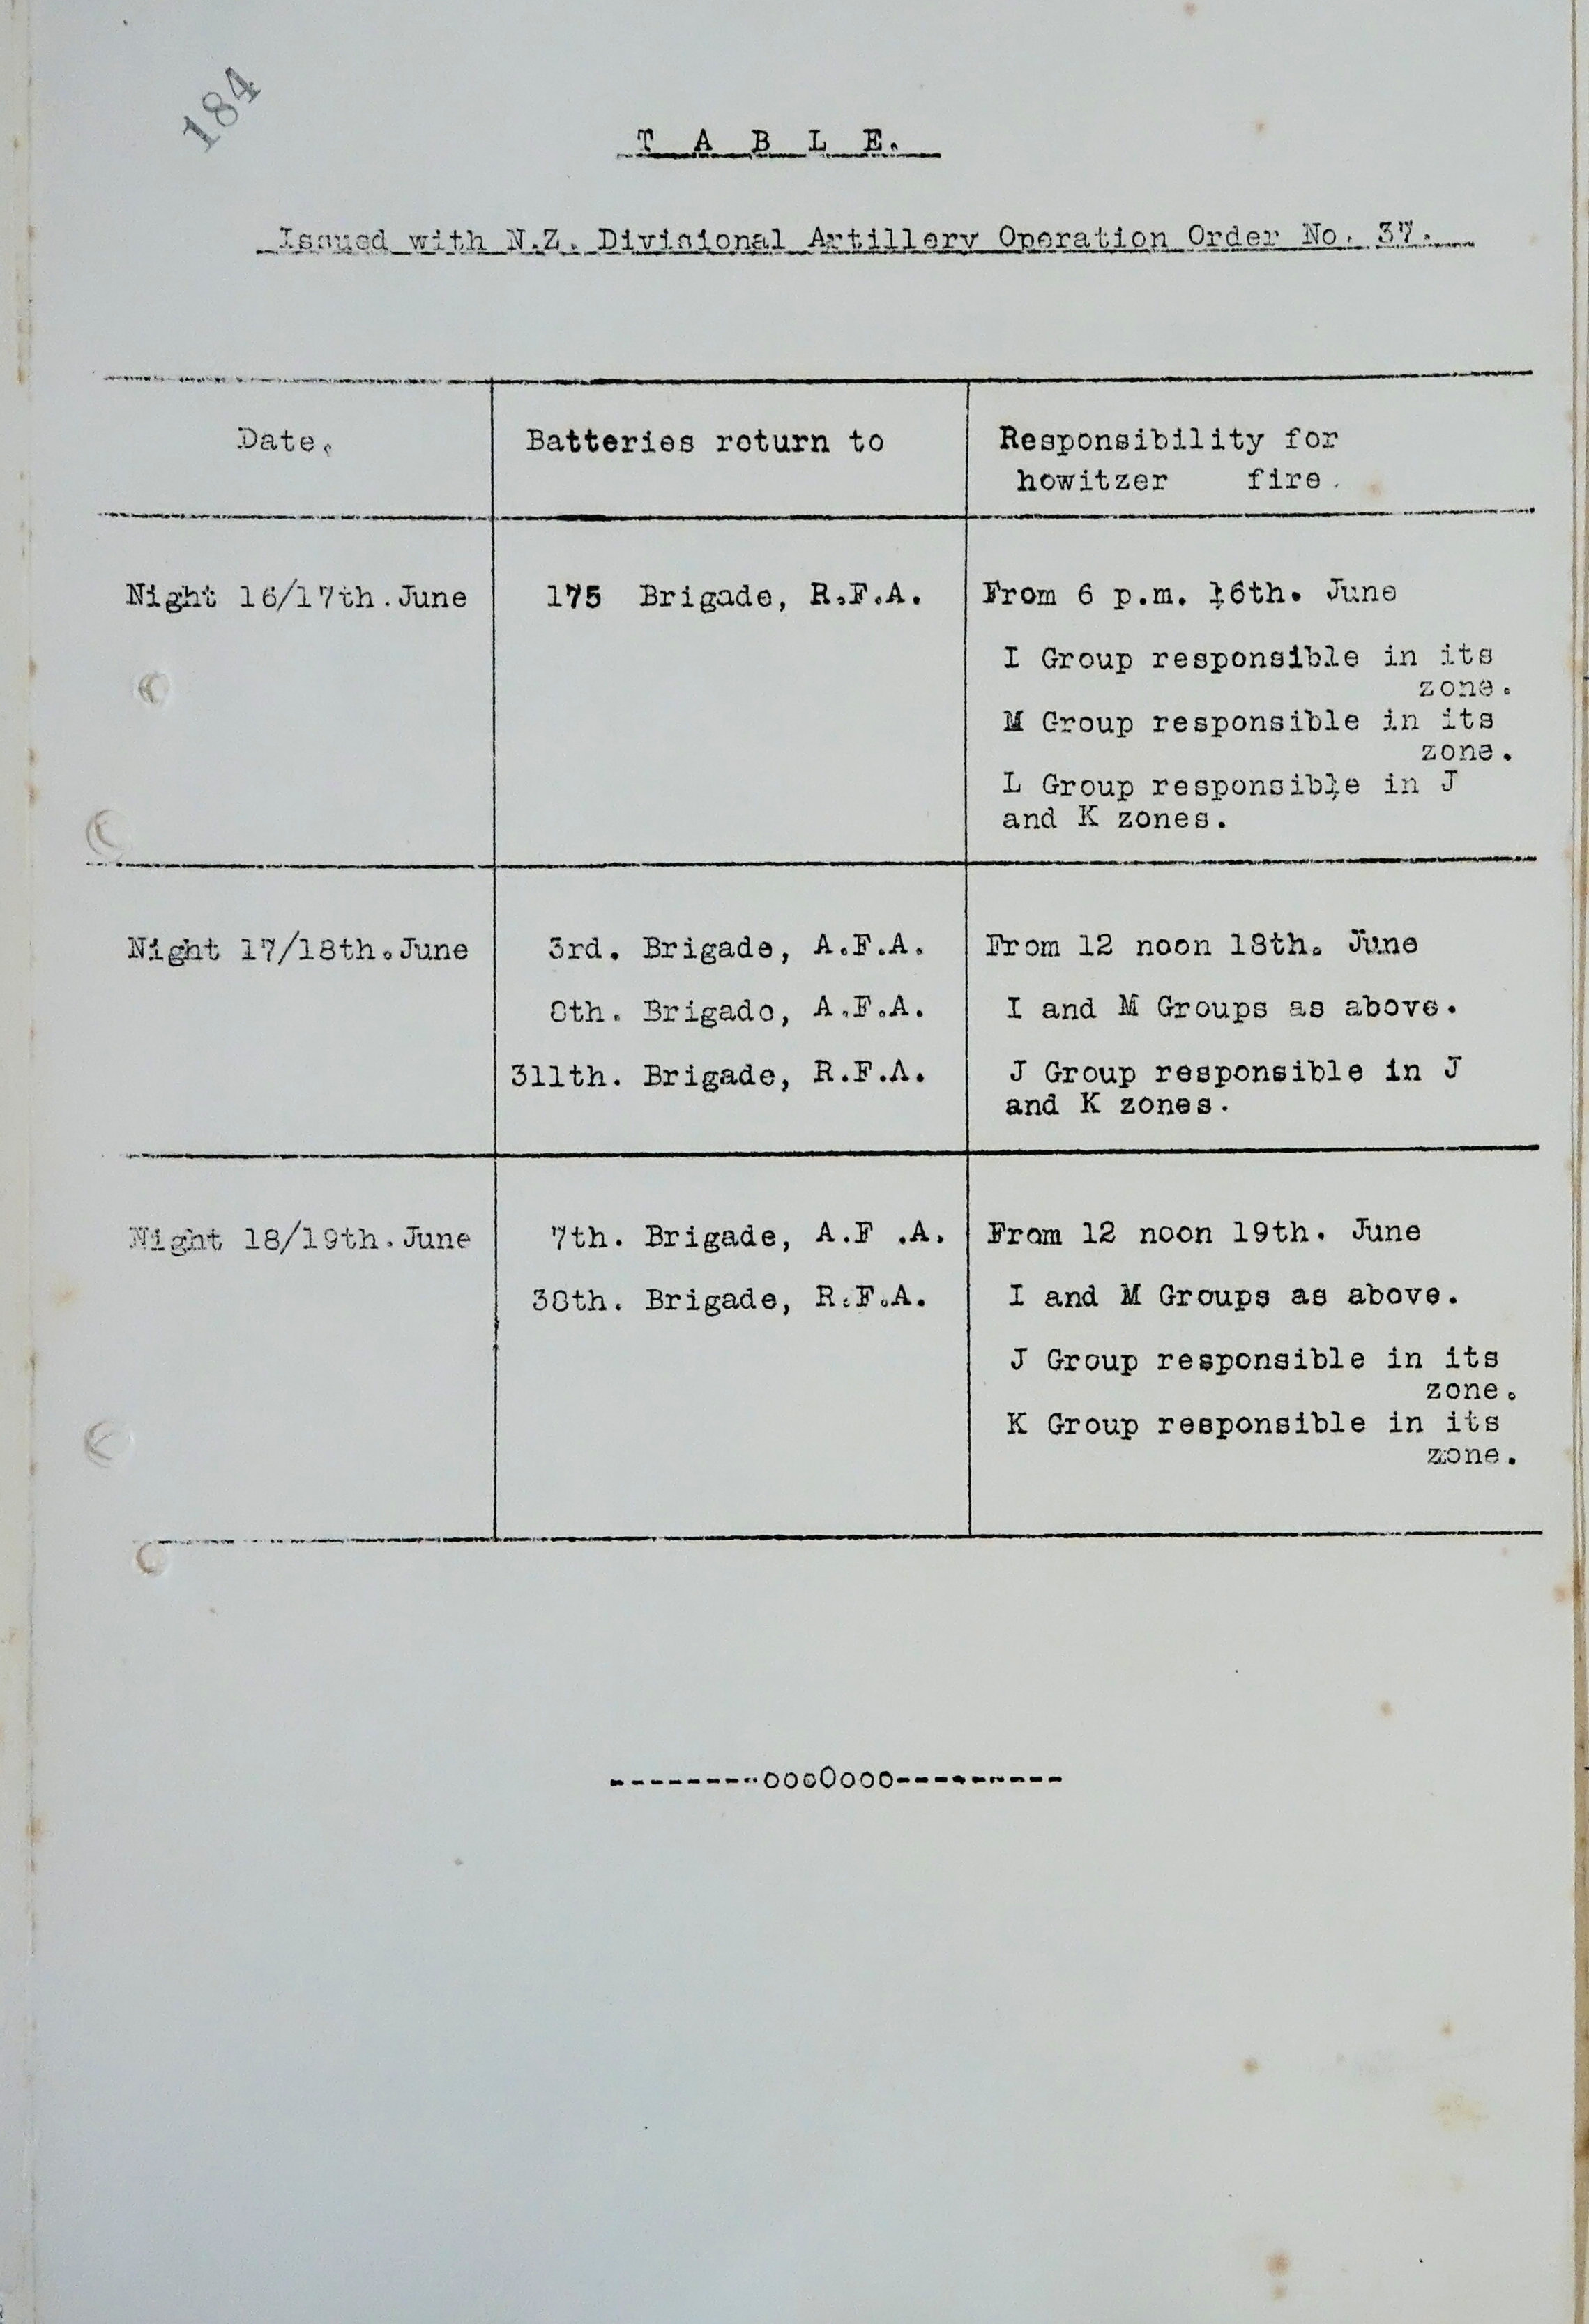 184
T A B L E.
Issued with N.Z. Divisional Artillery Operation Order No. 37.
Date.
Batteries return to
Responsibility for
howitzer fire.
Night 16/17th.June
175 Brigade, R.F.A.
From 6 p.m. 16th. June
I Group responsible in its
zone.
M Group responsible in its
zone.
L Group responsible in J
and K zones.
Night 17/18th.June
3rd. Brigade, A.F.A.
8th. Brigade, A.F.A.
311th. Brigade, R.F.A.
From 12 noon 18th. June
I and M Groups as above.
J Group responsible in J
and K zones.
Night 18/19th.June
7th. Brigade, A.F .A.
38th. Brigade, R.F.A.
From 12 noon 19th. June
I and M Groups as above.
J Group responsible in its
zone.
K Group responsible in its
zone.
---------oooOooo----------